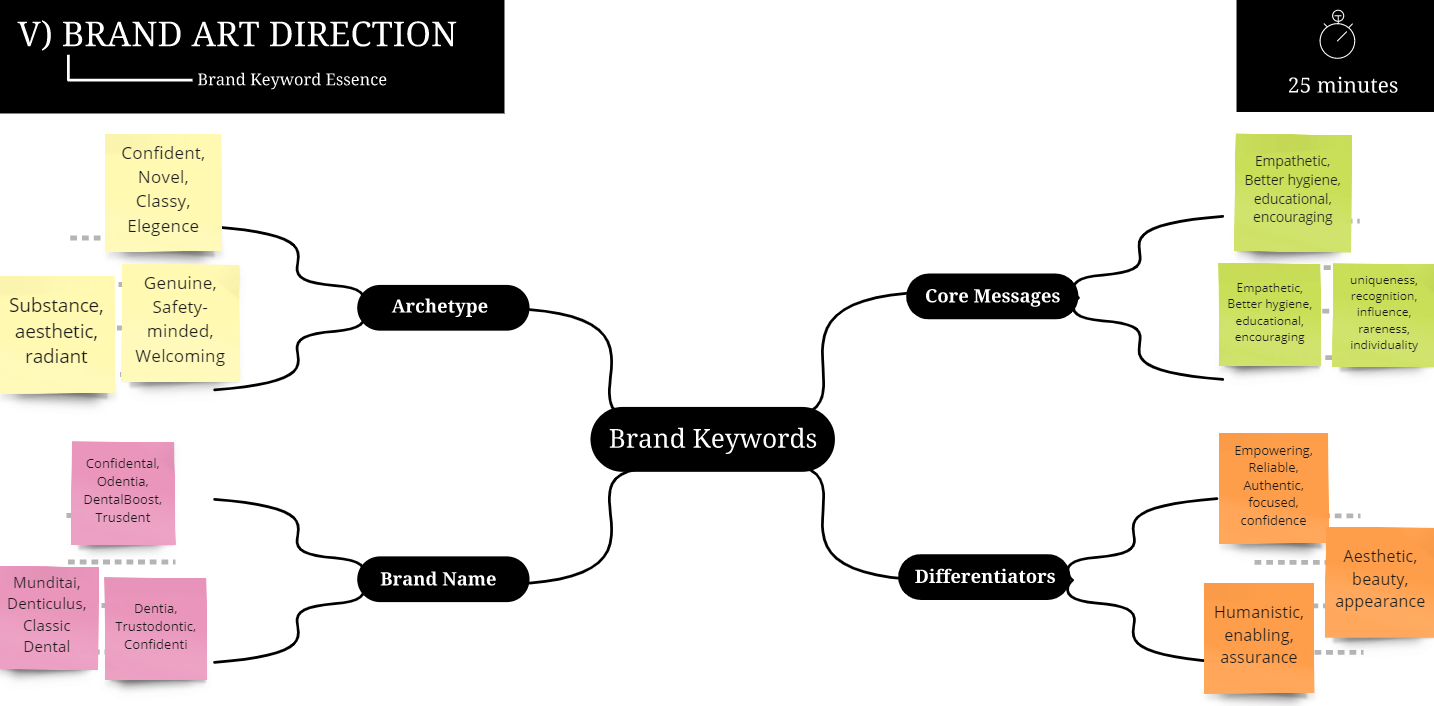 V) BRAND ART DIRECTION
Brand Keyword Essence
25 minutes
Confident,
Novel,
Classy,
Elegence
Substance,
aesthetic,
radiant
Genuine,
Safety-
minded,
Welcoming
Archetype
Core Messages
Empathetic,
Better hygiene,
educational,
encouraging
Empathetic,
Better hygiene,
educational,
encouraging
uniqueness,
recognition,
influence,
rareness,
individuality
Brand Keywords
Confidental,
Odentia,
DentalBoost,
Trusdent
Munditai,
Denticulus,
Classic
Dental
Dentia,
Trustodontic,
Confidenti
Brand Name
Differentiators
Empowering,
Reliable,
Authentic,
focused,
confidence
Aesthetic,
beauty,
appearance
Humanistic,
enabling,
assurance